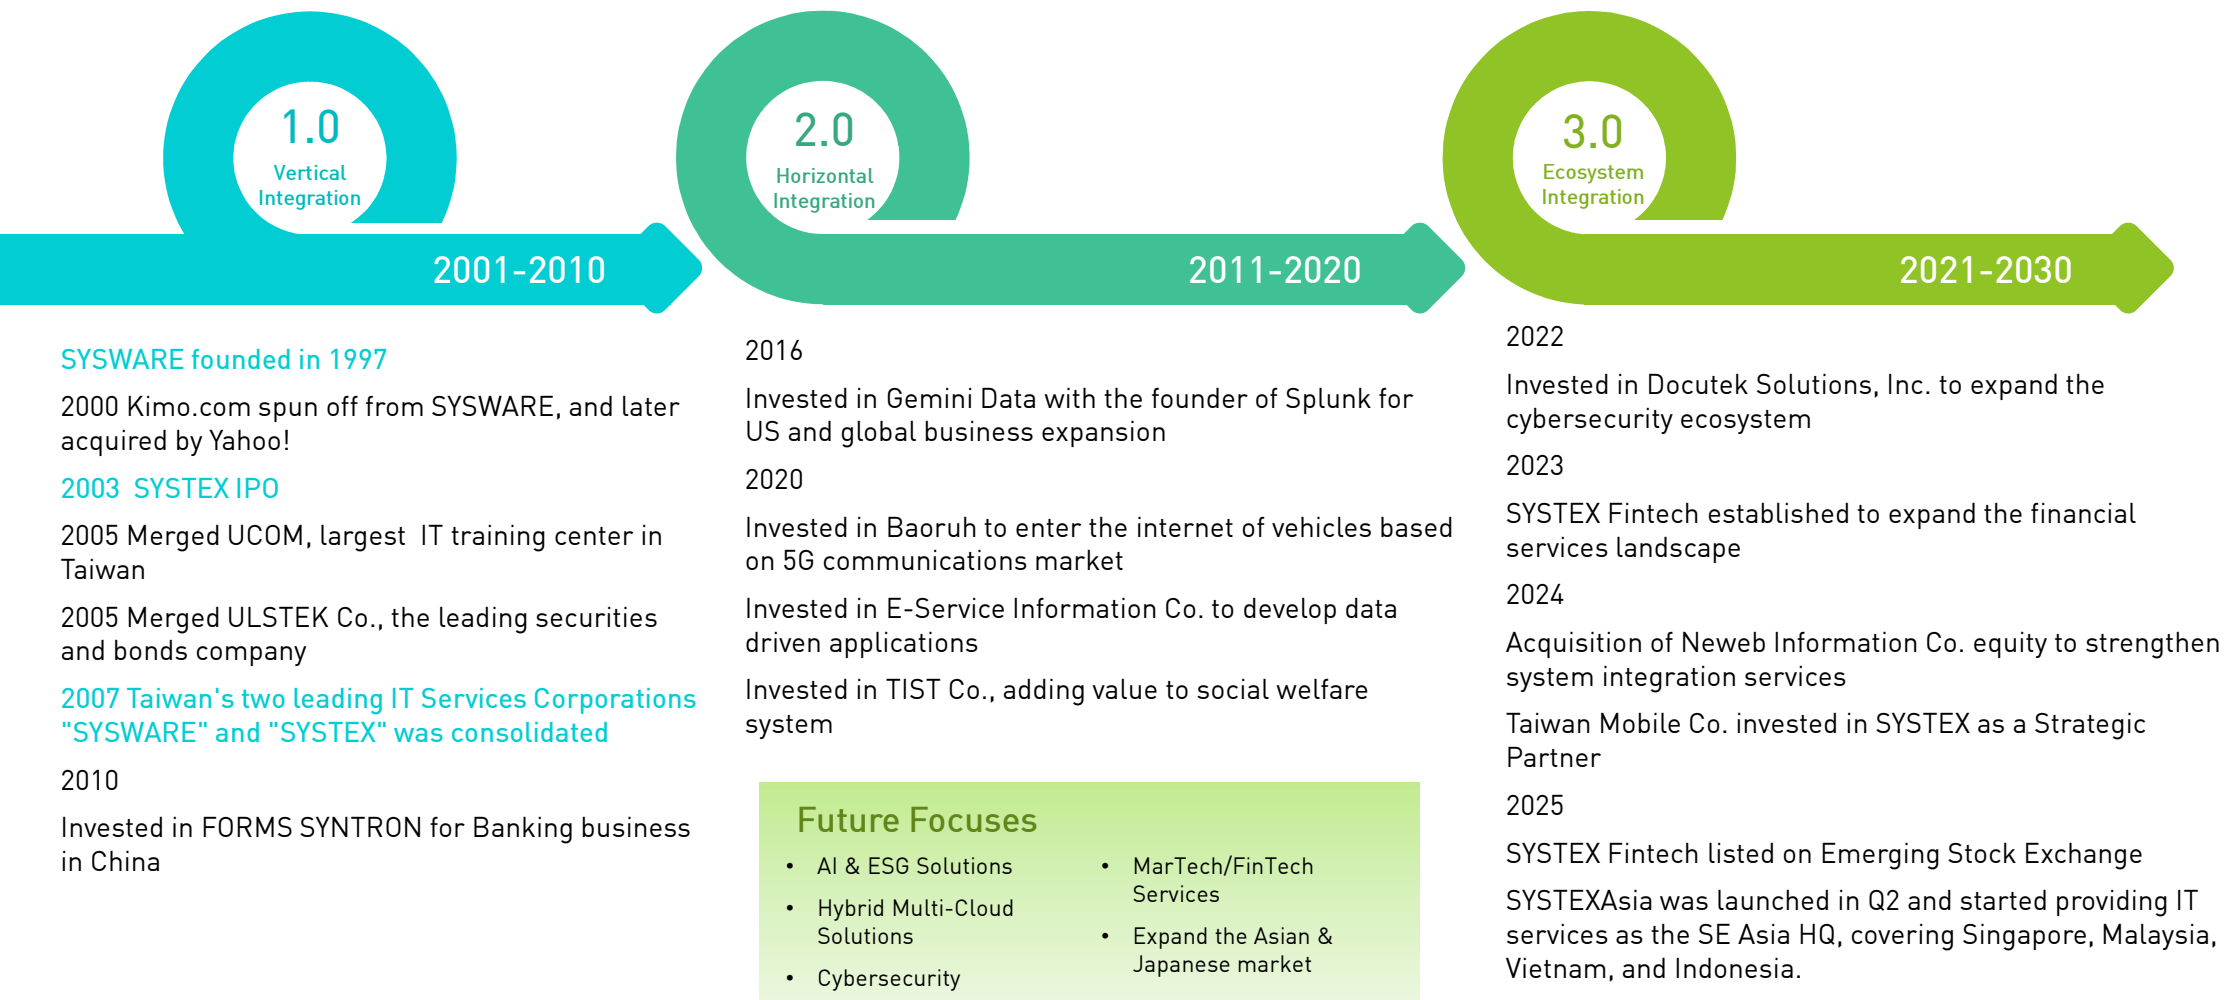 1.0
Vertical
Integration
2001-2010
SYSWARE founded in 1997
2000 Kimo.com spun off from SYSWARE, and later
acquired by Yahoo!
2003 SYSTEX IPO
2005 Merged UCOM, largest IT training center in
Taiwan
2005 Merged ULSTEK Co., the leading securities
and bonds company
2007 Taiwan's two leading IT Services Corporations
"SYSWARE" and "SYSTEX" was consolidated
2010
Invested in FORMS SYNTRON for Banking business
in China
2.0
Horizontal
Integration
2011-2020
2016
Invested in Gemini Data with the founder of Splunk for
US and global business expansion
2020
Invested in Baoruh to enter the internet of vehicles based
on 5G communications market
Invested in E-Service Information Co. to develop data
driven applications
Invested in TIST Co., adding value to social welfare
system
Future Focuses
• AI & ESG Solutions
• Hybrid Multi-Cloud
Solutions
• Cybersecurity
• MarTech/FinTech
Services
• Expand the Asian &
Japanese market
3.0
Ecosystem
Integration
2021-2030
2022
Invested in Docutek Solutions, Inc. to expand the
cybersecurity ecosystem
2023
SYSTEX Fintech established to expand the financial
services landscape
2024
Acquisition of Neweb Information Co. equity to strengthen
system integration services
Taiwan Mobile Co. invested in SYSTEX as a Strategic
Partner
2025
SYSTEX Fintech listed on Emerging Stock Exchange
SYSTEXAsia was launched in Q2 and started providing IT
services as the SE Asia HQ, covering Singapore, Malaysia,
Vietnam, and Indonesia.